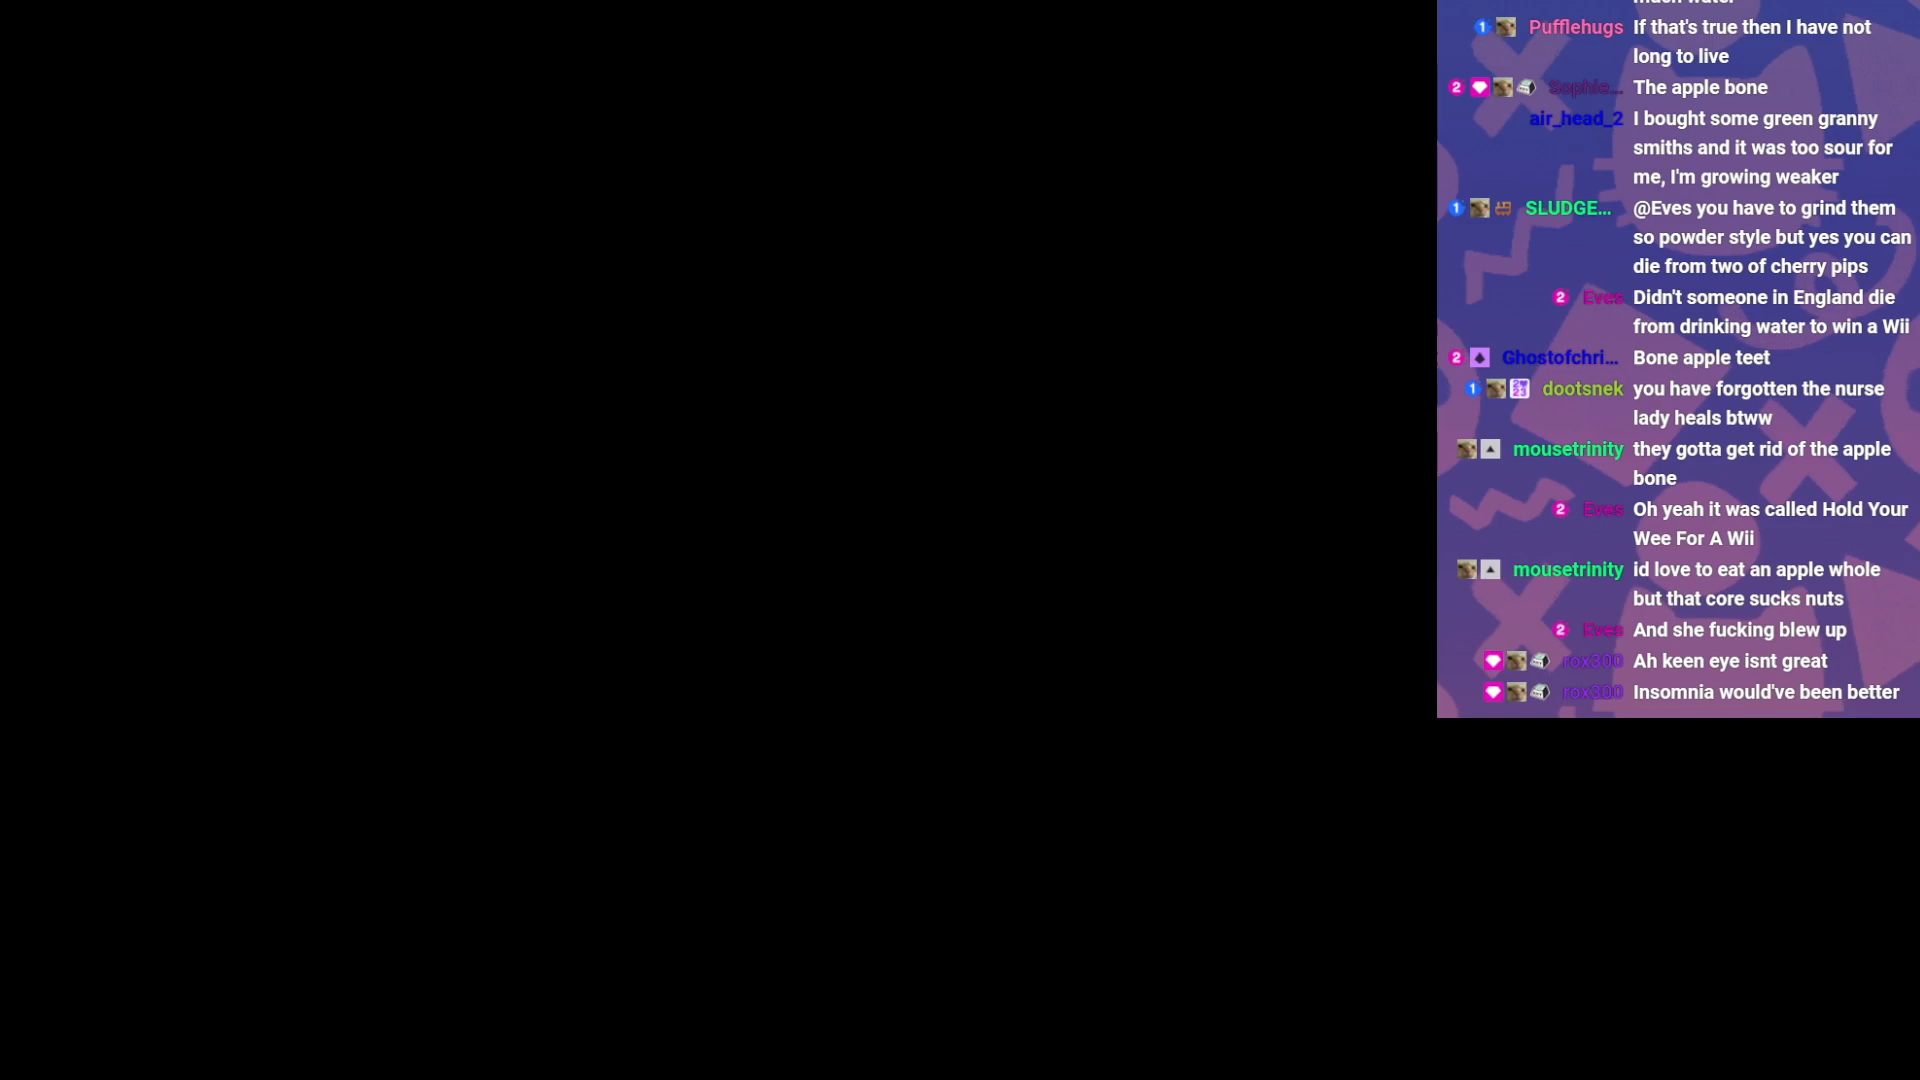 Pufflehugs If that's true then I have not
long to live
Sophie... The apple bone
air_head_2 I bought some green granny
smiths and it was too sour for
me, I'm growing weaker
SLUDGE... @Eves you have to grind them
so powder style but yes you can
die from two of cherry pips
Eves Didn't someone in England die
from drinking water to win a Wii
Ghostofchri... Bone apple teet
dootsnek you have forgotten the nurse
lady heals btww
mousetrinity they gotta get rid of the apple
bone
Eves Oh yeah it was called Hold Your
Wee For A Wii
mousetrinity id love to eat an apple whole
but that core sucks nuts
Eves And she fucking blew up
rox300 Ah keen eye isnt great
rox300 Insomnia would've been better